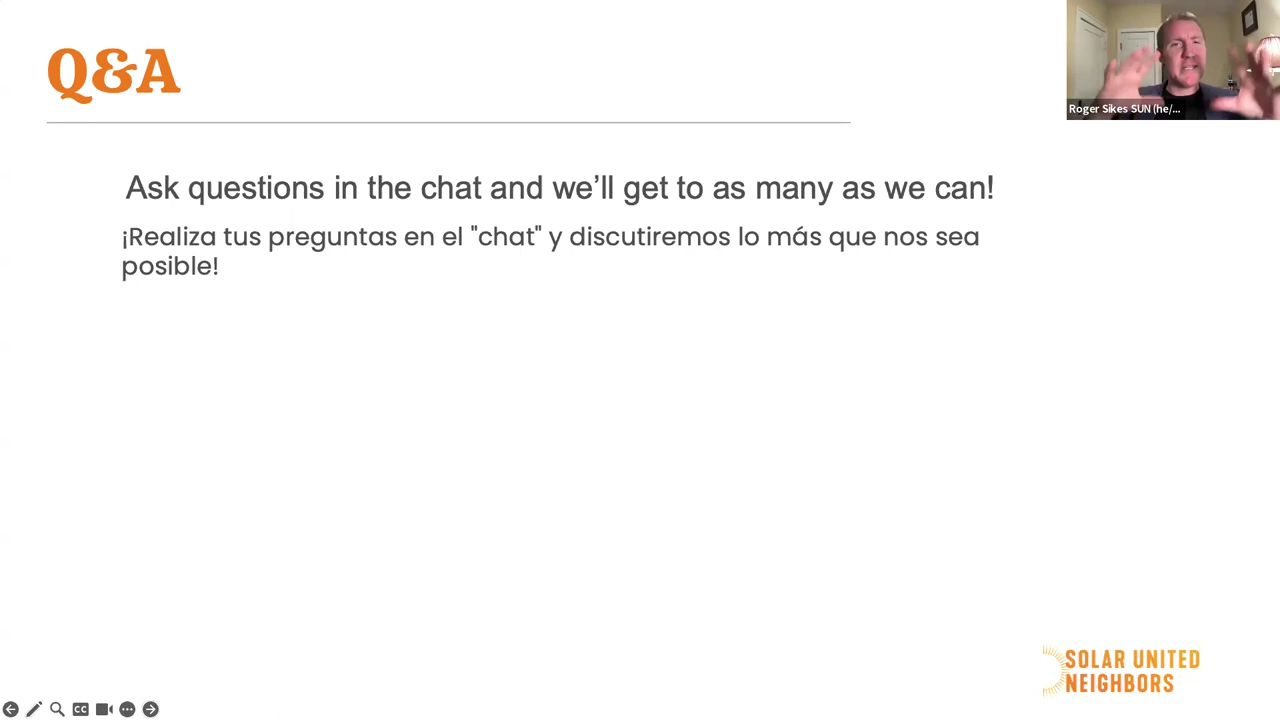 Q&A
Roger Sikes SUN (he/...
Ask questions in the chat and we'll get to as many as we can!
¡Realiza tus preguntas en el "chat" y discutiremos lo más que nos sea
posible!
SOLAR UNITED
NEIGHBORS
CC